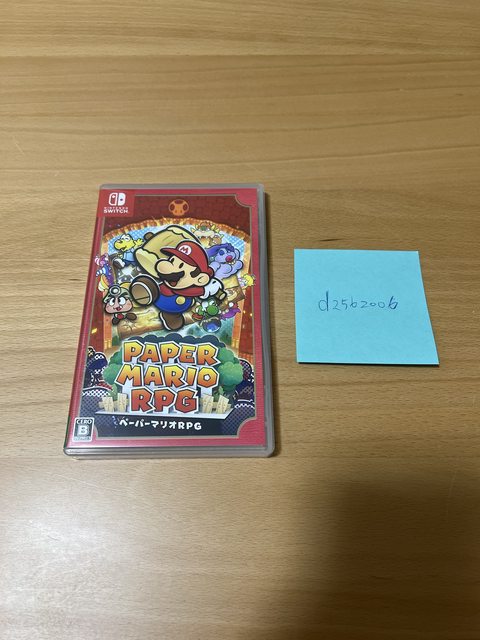 NINTENDO
SWITCH
PAPER
MARIO
RPG
ペーパーマリオRPG
CERO
B
d2562006